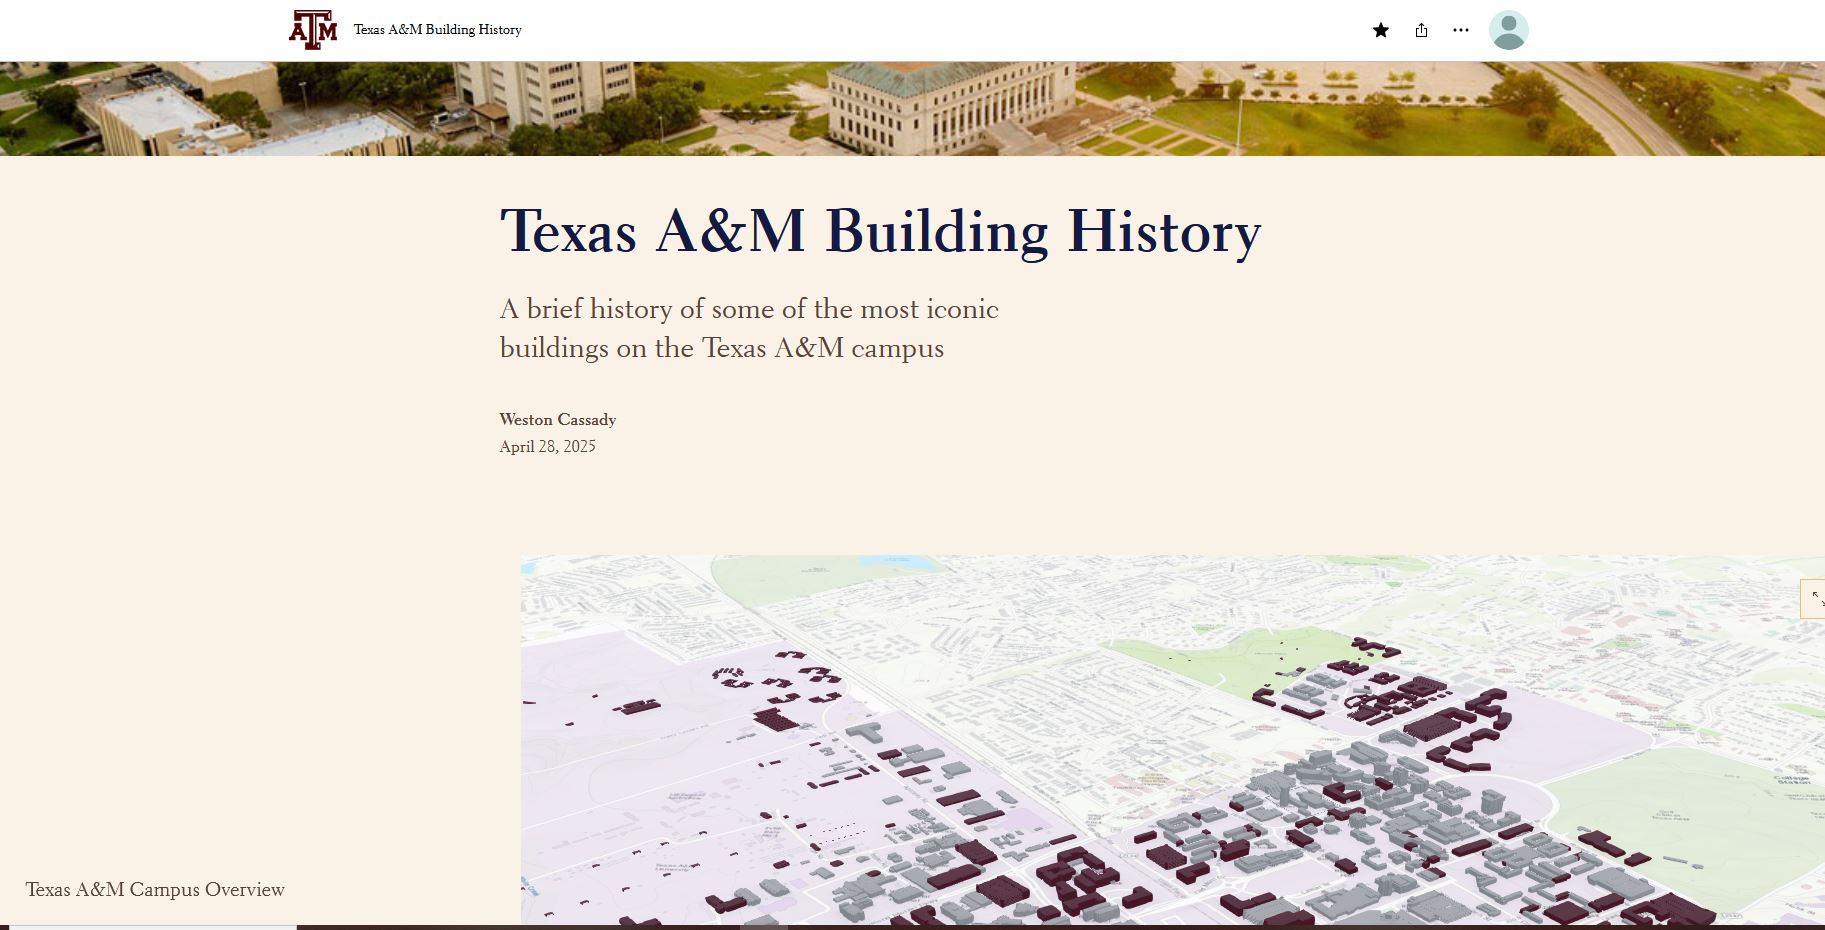 ATM
Texas A&M Building History
Texas A&M Building History
A brief history of some of the most iconic
buildings on the Texas A&M campus
Weston Cassady
April 28, 2025
Texas A&M Campus Overview